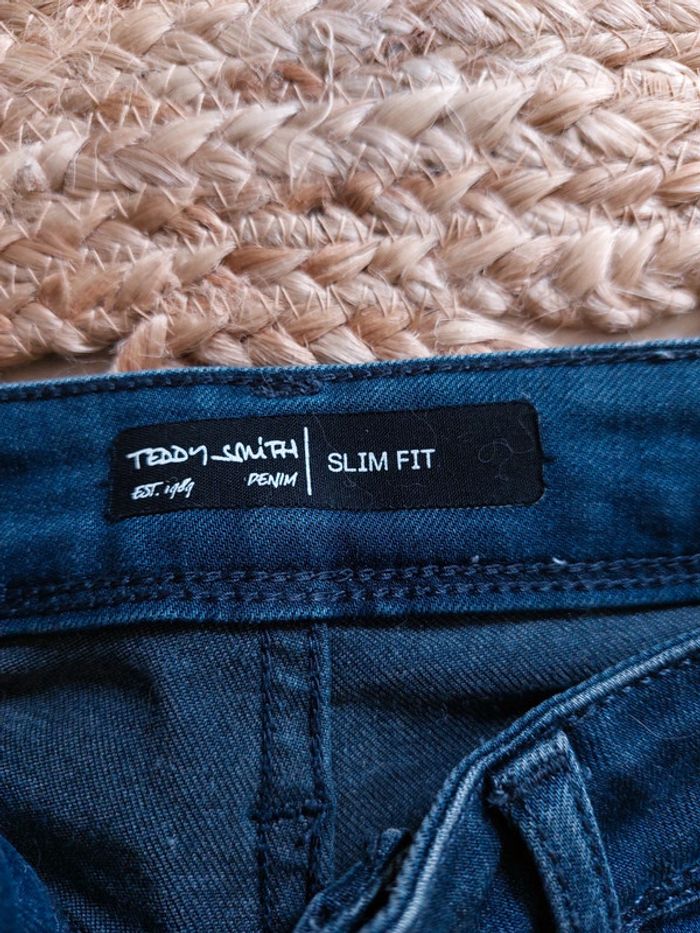 TEDDY SMITH
EST. 1989 DENIM
SLIM FIT